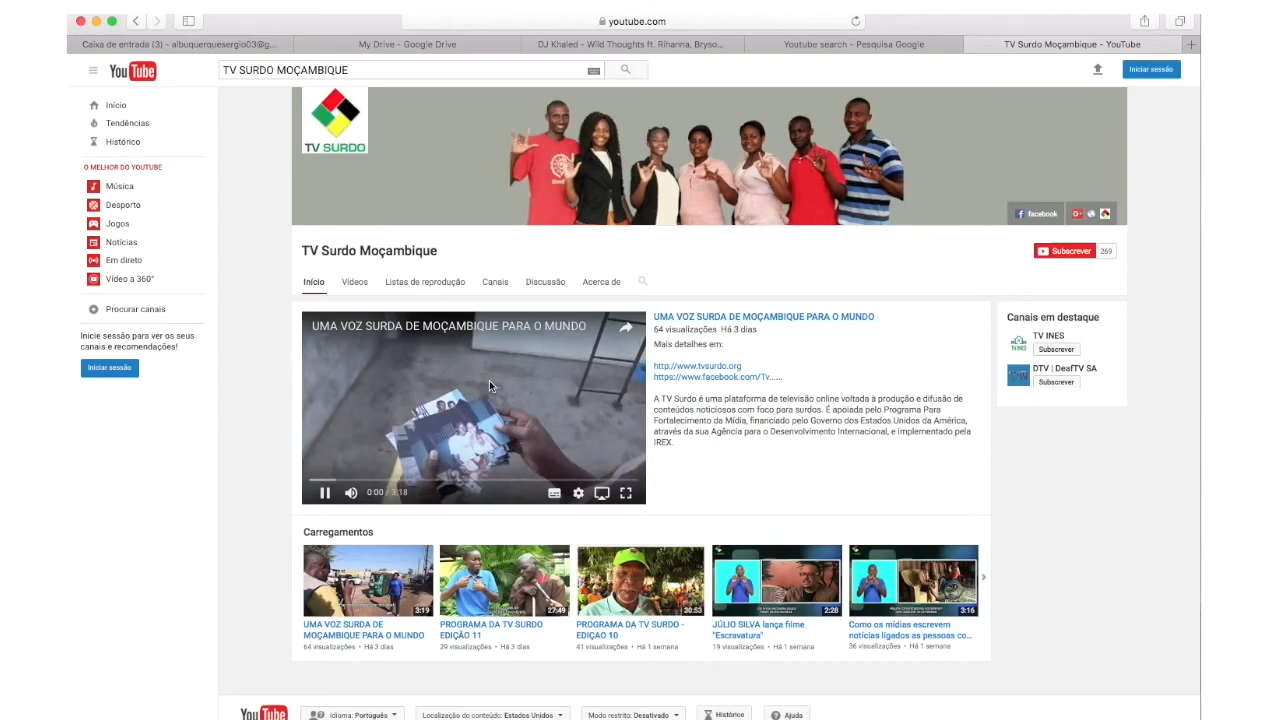 youtube.com
Caixa de entrada (3) - albuquerquesergio03@g...
My Drive - Google Drive
DJ Khaled - Wild Thoughts ft. Rihanna, Bryso...
Youtube search - Pesquisa Google
TV Surdo Moçambique - YouTube
YouTube
TV SURDO MOÇAMBIQUE
Iniciar sessão
Início
Tendências
Histórico
O MELHOR DO YOUTUBE
Música
Desporto
Jogos
Notícias
Em direto
Vídeo a 360°
Procurar canais
Inicie sessão para ver os seus
canais e recomendações!
Iniciar sessão
TV SURDO
facebook
TV Surdo Moçambique
Subscrever 269
Início Vídeos Listas de reprodução Canais Discussão Acerca de
UMA VOZ SURDA DE MOÇAMBIQUE PARA O MUNDO
0:00 / 3:18
UMA VOZ SURDA DE MOÇAMBIQUE PARA O MUNDO
64 visualizações Há 3 dias
Mais detalhes em:
http://www.tvsurdo.org
https://www.facebook.com/Tv......
A TV Surdo é uma plataforma de televisão online voltada à produção e difusão de
conteúdos noticiosos com foco para surdos. É apoiada pelo Programa Para
Fortalecimento da Mídia, financiado pelo Governo dos Estados Unidos da América,
através da sua Agência para o Desenvolvimento Internacional, e implementado pela
IREX.
Canais em destaque
TV INES
Subscrever
DTV | DeafTV SA
Subscrever
Carregamentos
3:19
UMA VOZ SURDA DE
MOÇAMBIQUE PARA O MUNDO
64 visualizações • Há 3 dias
27:49
PROGRAMA DA TV SURDO
EDIÇÃO 11
29 visualizações • Há 3 dias
30:53
PROGRAMA DA TV SURDO -
EDIÇAO 10
41 visualizações • Há 1 semana
2:28
JÚLIO SILVA lança filme
"Escravatura"
19 visualizações • Há 1 semana
3:16
Como os mídias escrevem
notícias ligados as pessoas co...
36 visualizações • Há 1 semana
YouTube
Idioma: Português
Localização do conteúdo: Estados Unidos
Modo restrito: Desativado
Histórico
Ajuda